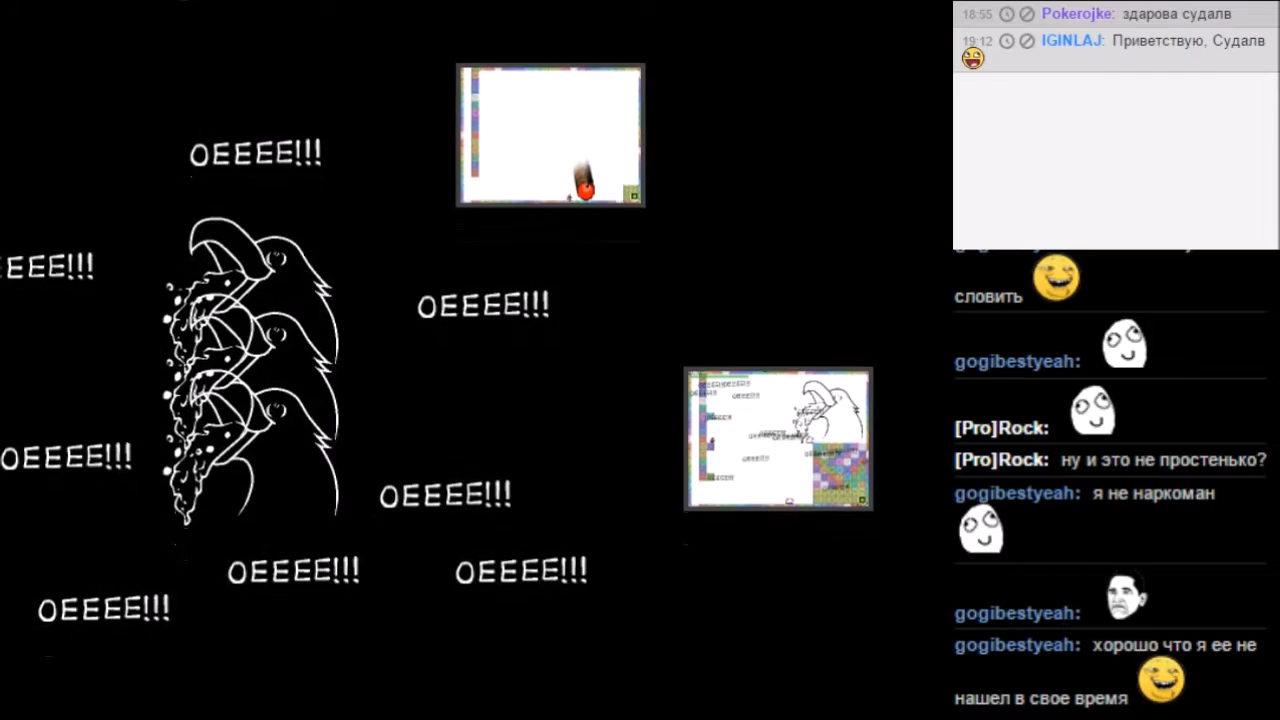 OEEEE!!!
EEEE!!!
OEEEE!!!
OEEEE!!!
OEEEE!!!
OEEEE!!!
OEEEE!!!
OEEEE!!!
18:55 Pokerojke: здарова судалв
19:12 IGINLAJ: Приветствую, Судалв
словить
gogibestyeah:
[Pro]Rock:
[Pro]Rock: ну и это не простенько?
gogibestyeah: я не наркоман
gogibestyeah:
gogibestyeah: хорошо что я ее не
нашел в свое время